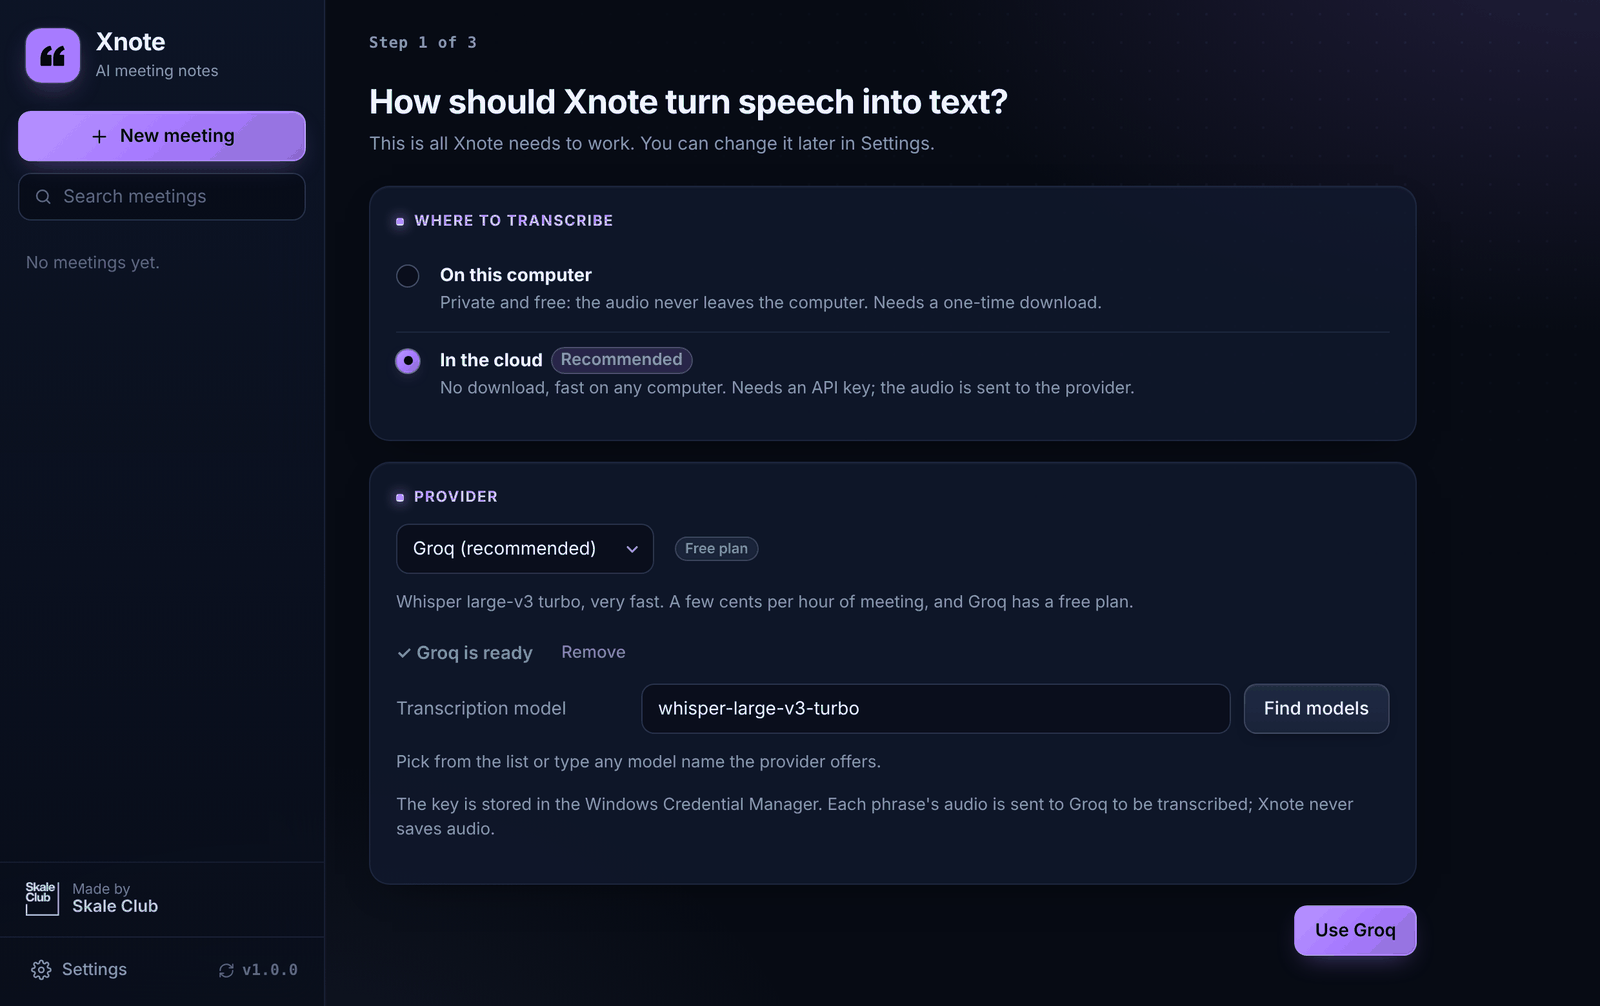 Xnote
AI meeting notes
New meeting
Search meetings
No meetings yet.
Skale
Club
Made by
Skale Club
Settings
v1.0.0
Step 1 of 3
How should Xnote turn speech into text?
This is all Xnote needs to work. You can change it later in Settings.
WHERE TO TRANSCRIBE
On this computer
Private and free: the audio never leaves the computer. Needs a one-time download.
In the cloud Recommended
No download, fast on any computer. Needs an API key; the audio is sent to the provider.
PROVIDER
Groq (recommended) Free plan
Whisper large-v3 turbo, very fast. A few cents per hour of meeting, and Groq has a free plan.
Groq is ready Remove
Transcription model whisper-large-v3-turbo Find models
Pick from the list or type any model name the provider offers.
The key is stored in the Windows Credential Manager. Each phrase's audio is sent to Groq to be transcribed; Xnote never
saves audio.
Use Groq